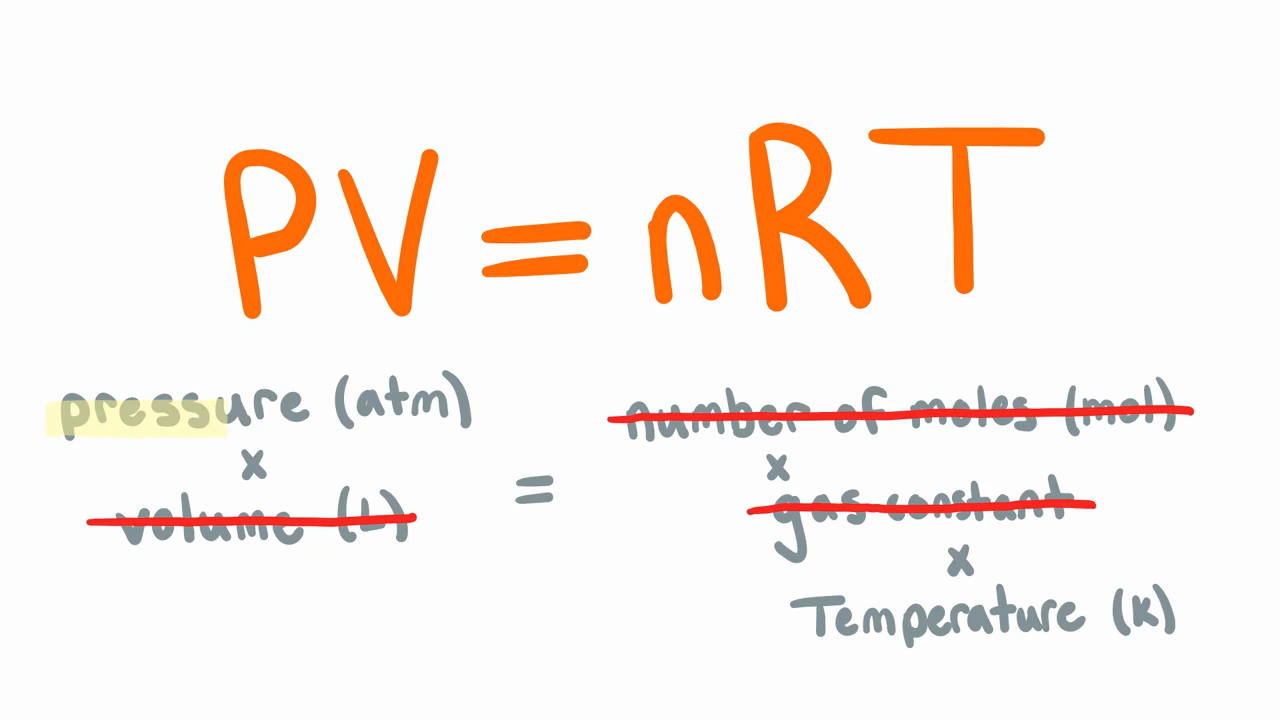 PV = nRT
pressure (atm)
x
volume (L)
=
number of moles (mol)
x
gas constant
x
Temperature (K)